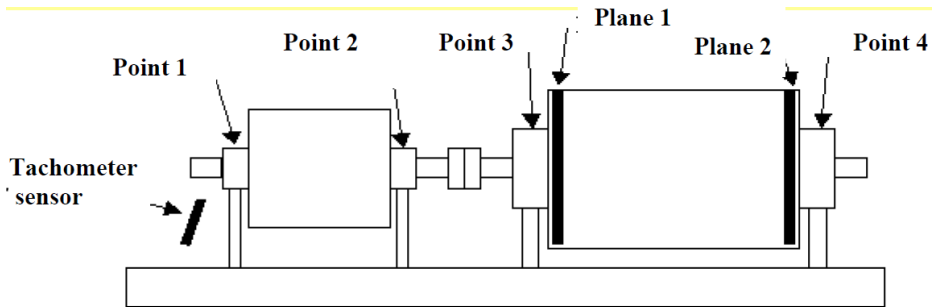 Plane 1
Point 2
Point 3
Plane 2
Point 4
Point 1
Tachometer
sensor